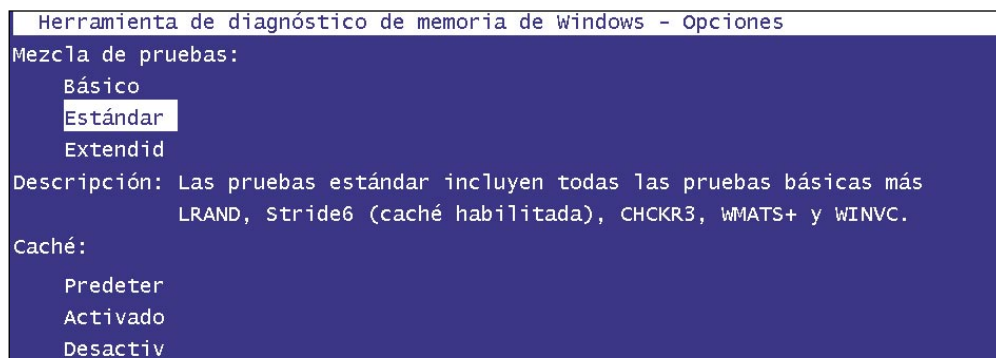 Herramienta de diagnóstico de memoria de Windows - Opciones
Mezcla de pruebas:
Básico
Estándar
Extendid
Descripción: Las pruebas estándar incluyen todas las pruebas básicas más
LRAND, Stride6 (caché habilitada), CHCKR3, WMATS+ y WINVC.
Caché:
Predeter
Activado
Desactiv